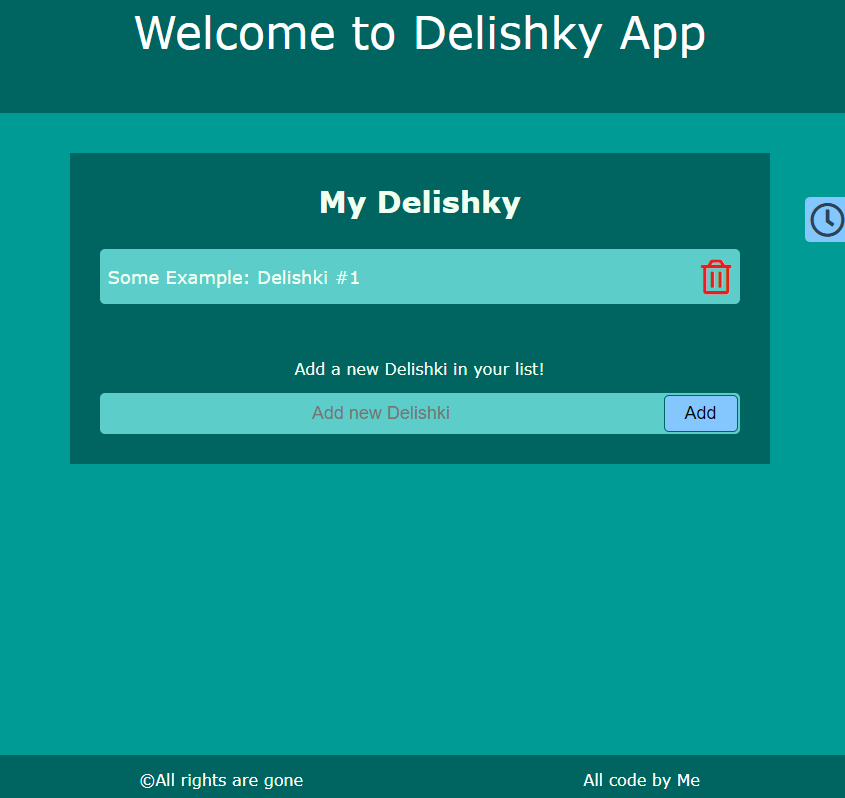 Welcome to Delishky App
My Delishky
Some Example: Delishki #1
Add a new Delishki in your list!
Add new Delishki
Add
©All rights are gone
All code by Me